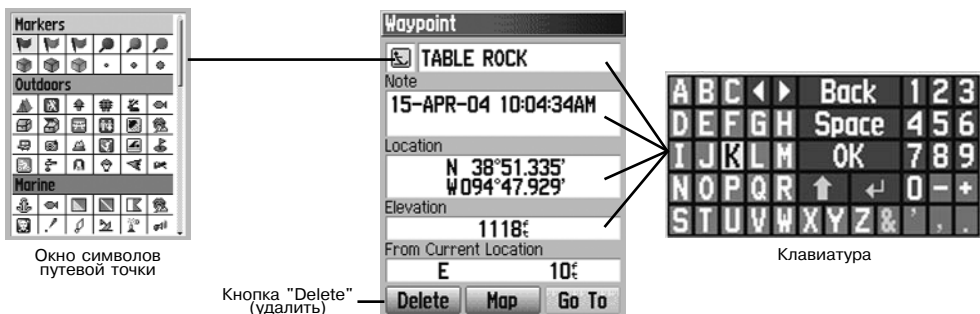 Markers
Outdoors
Marine
Окно символов
путевой точки
Waypoint
TABLE ROCK
Note
15-APR-04 10:04:34AM
Location
N 38°51.335'
W094°47.929'
Elevation
1118ft
From Current Location
E 10ft
Delete Map Go To
Кнопка "Delete"
(удалить)
A B C Back 1 2 3
D E F G H Space 4 5 6
I J K L M OK 7 8 9
N O P Q R 0 - +
S T U V W X Y Z & ' , .
Клавиатура